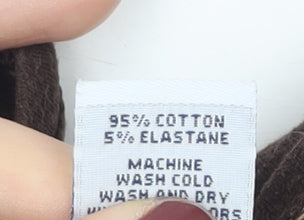 95% COTTON
5% ELASTANE
MACHINE
WASH COLD
WASH AND DRY